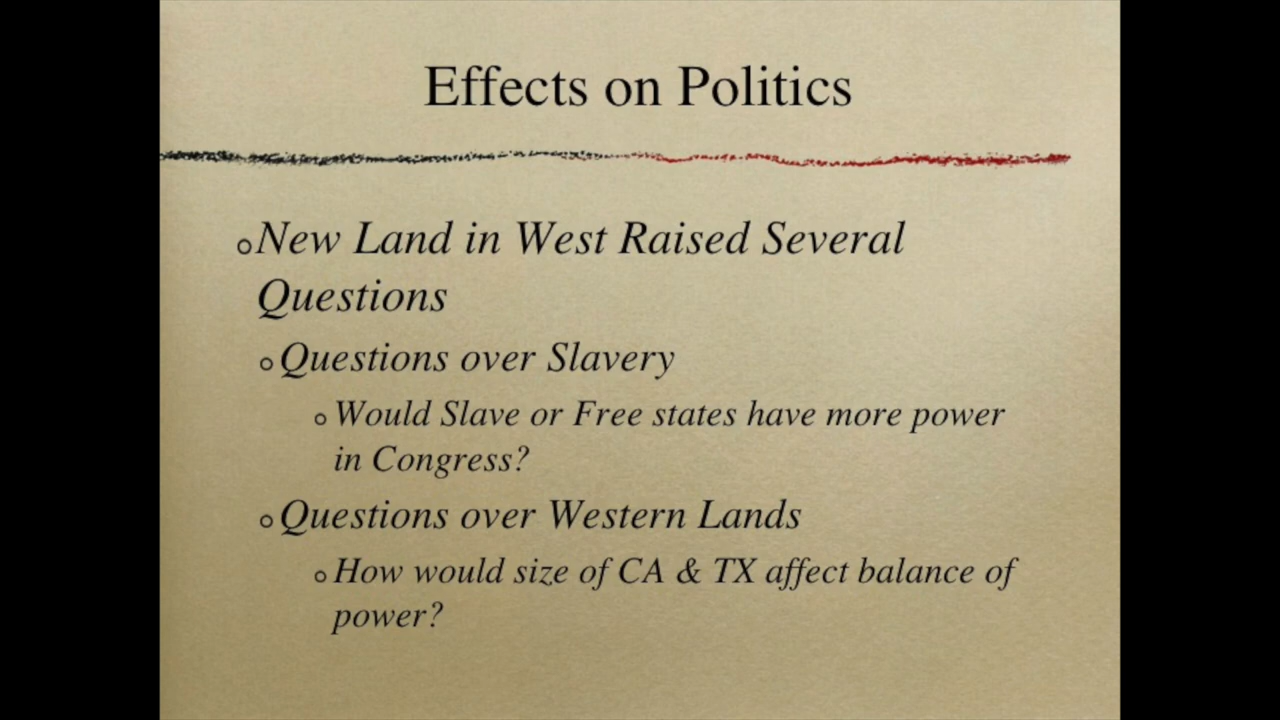 Effects on Politics
New Land in West Raised Several
Questions
Questions over Slavery
Would Slave or Free states have more power
in Congress?
Questions over Western Lands
How would size of CA & TX affect balance of
power?